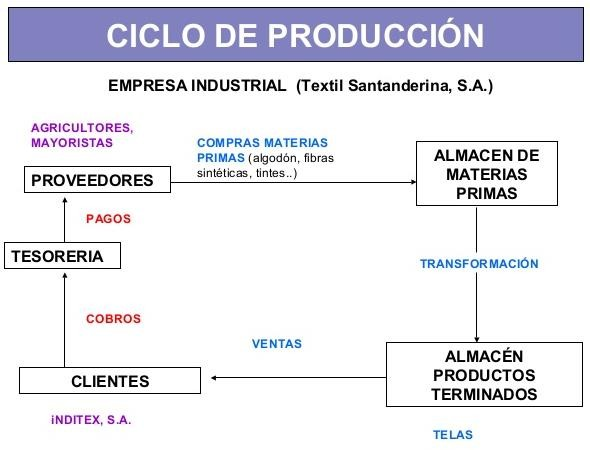 CICLO DE PRODUCCIÓN
EMPRESA INDUSTRIAL (Textil Santanderina, S.A.)
AGRICULTORES,
MAYORISTAS
COMPRAS MATERIAS
PRIMAS (algodón, fibras
sintéticas, tintes..)
PROVEEDORES
ALMACEN DE
MATERIAS
PRIMAS
PAGOS
TESORERIA
TRANSFORMACIÓN
COBROS
VENTAS
ALMACÉN
PRODUCTOS
TERMINADOS
CLIENTES
iNDITEX, S.A.
TELAS